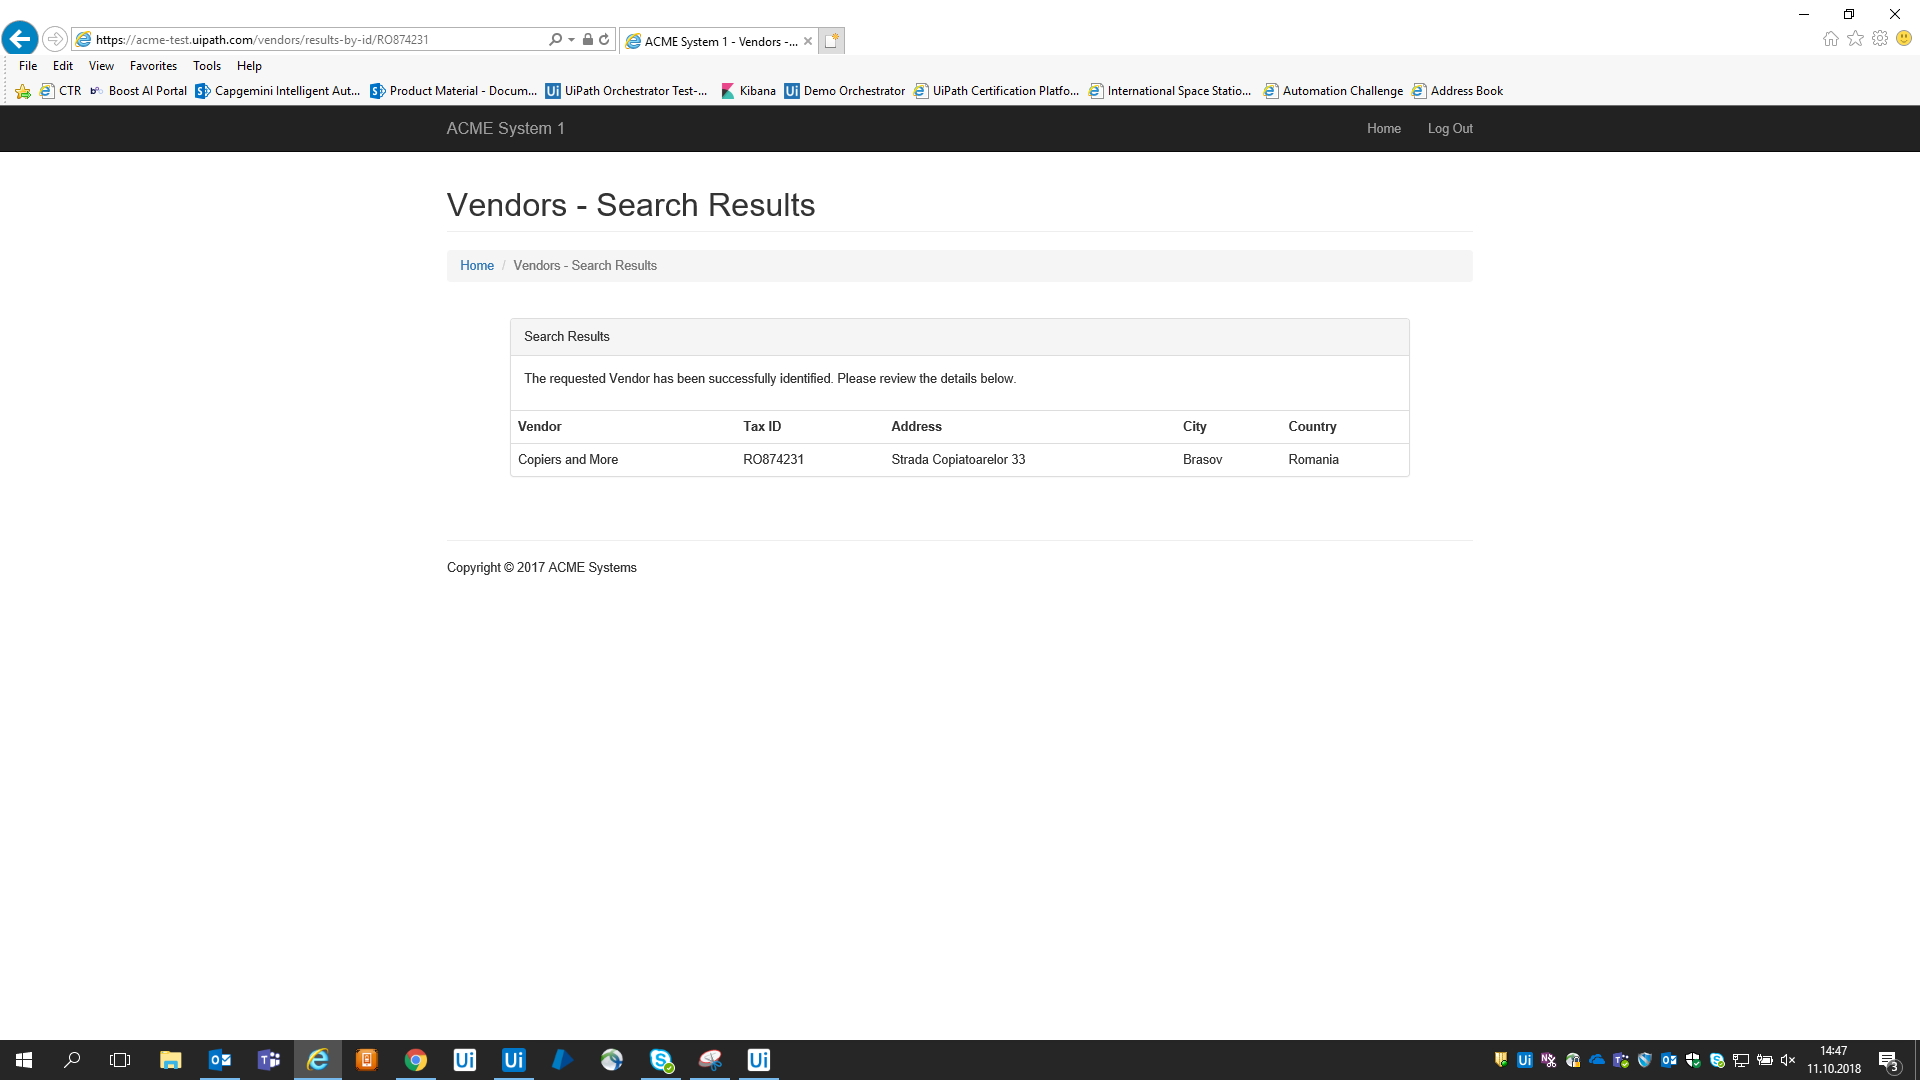 https://acme-test.uipath.com/vendors/results-by-id/RO874231
ACME System 1 - Vendors -...
File Edit View Favorites Tools Help
CTR Boost AI Portal Capgemini Intelligent Aut... Product Material - Docum... UiPath Orchestrator Test-... Kibana Demo Orchestrator UiPath Certification Platfo... International Space Statio... Automation Challenge Address Book
ACME System 1 Home Log Out
Vendors - Search Results
Home / Vendors - Search Results
Search Results
The requested Vendor has been successfully identified. Please review the details below.
Vendor Tax ID Address City Country
Copiers and More RO874231 Strada Copiatoarelor 33 Brasov Romania
Copyright © 2017 ACME Systems
14:47
11.10.2018
3